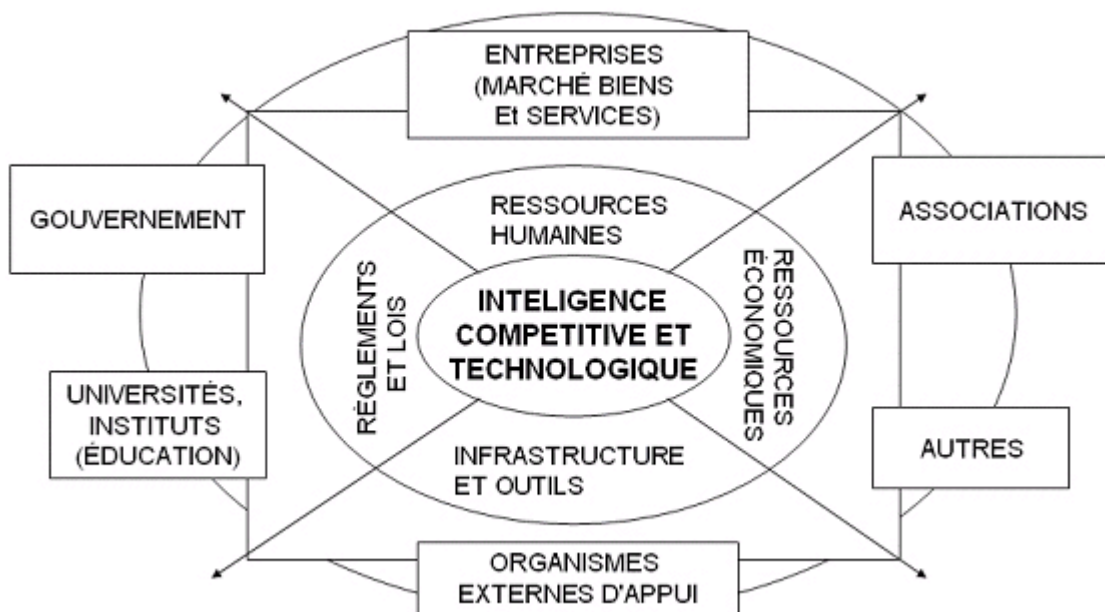 ENTREPRISES
(MARCHÉ BIENS
Et SERVICES)
GOUVERNEMENT
ASSOCIATIONS
RESSOURCES
HUMAINES
RÉGLEMENTS
ET LOIS
INTELIGENCE
COMPETITIVE ET
TECHNOLOGIQUE
RESSOURCES
ÉCONOMIQUES
UNIVERSITÉS,
INSTITUTS
(ÉDUCATION)
INFRASTRUCTURE
ET OUTILS
AUTRES
ORGANISMES
EXTERNES D'APPUI